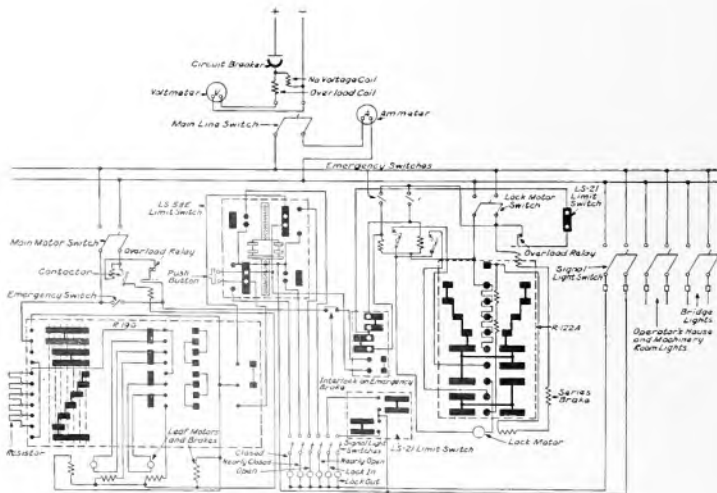 + −
Circuit Breaker
No Voltage Coil
Voltmeter
V
Overload Coil
A
Ammeter
Main Line Switch
Emergency Switches
LS-58E
Limit Switch
Lock Motor
Switch
LS-21
Limit
Switch
Main Motor Switch
Overload Relay
Contactor
Push
Button
Overload Relay
Signal
Light Switch
Emergency Switch
Bridge
Lights
Operator's House
and Machinery
Room Lights
R-122A
Interlock on Emergency
Brake
Series
Brake
Resistor
Leaf Motors
and Brakes
Signal Light
Switches
LS-21 Limit Switch
Lock Motor
Closed
Nearly Closed
Open
Nearly Open
Lock In
Lock Out